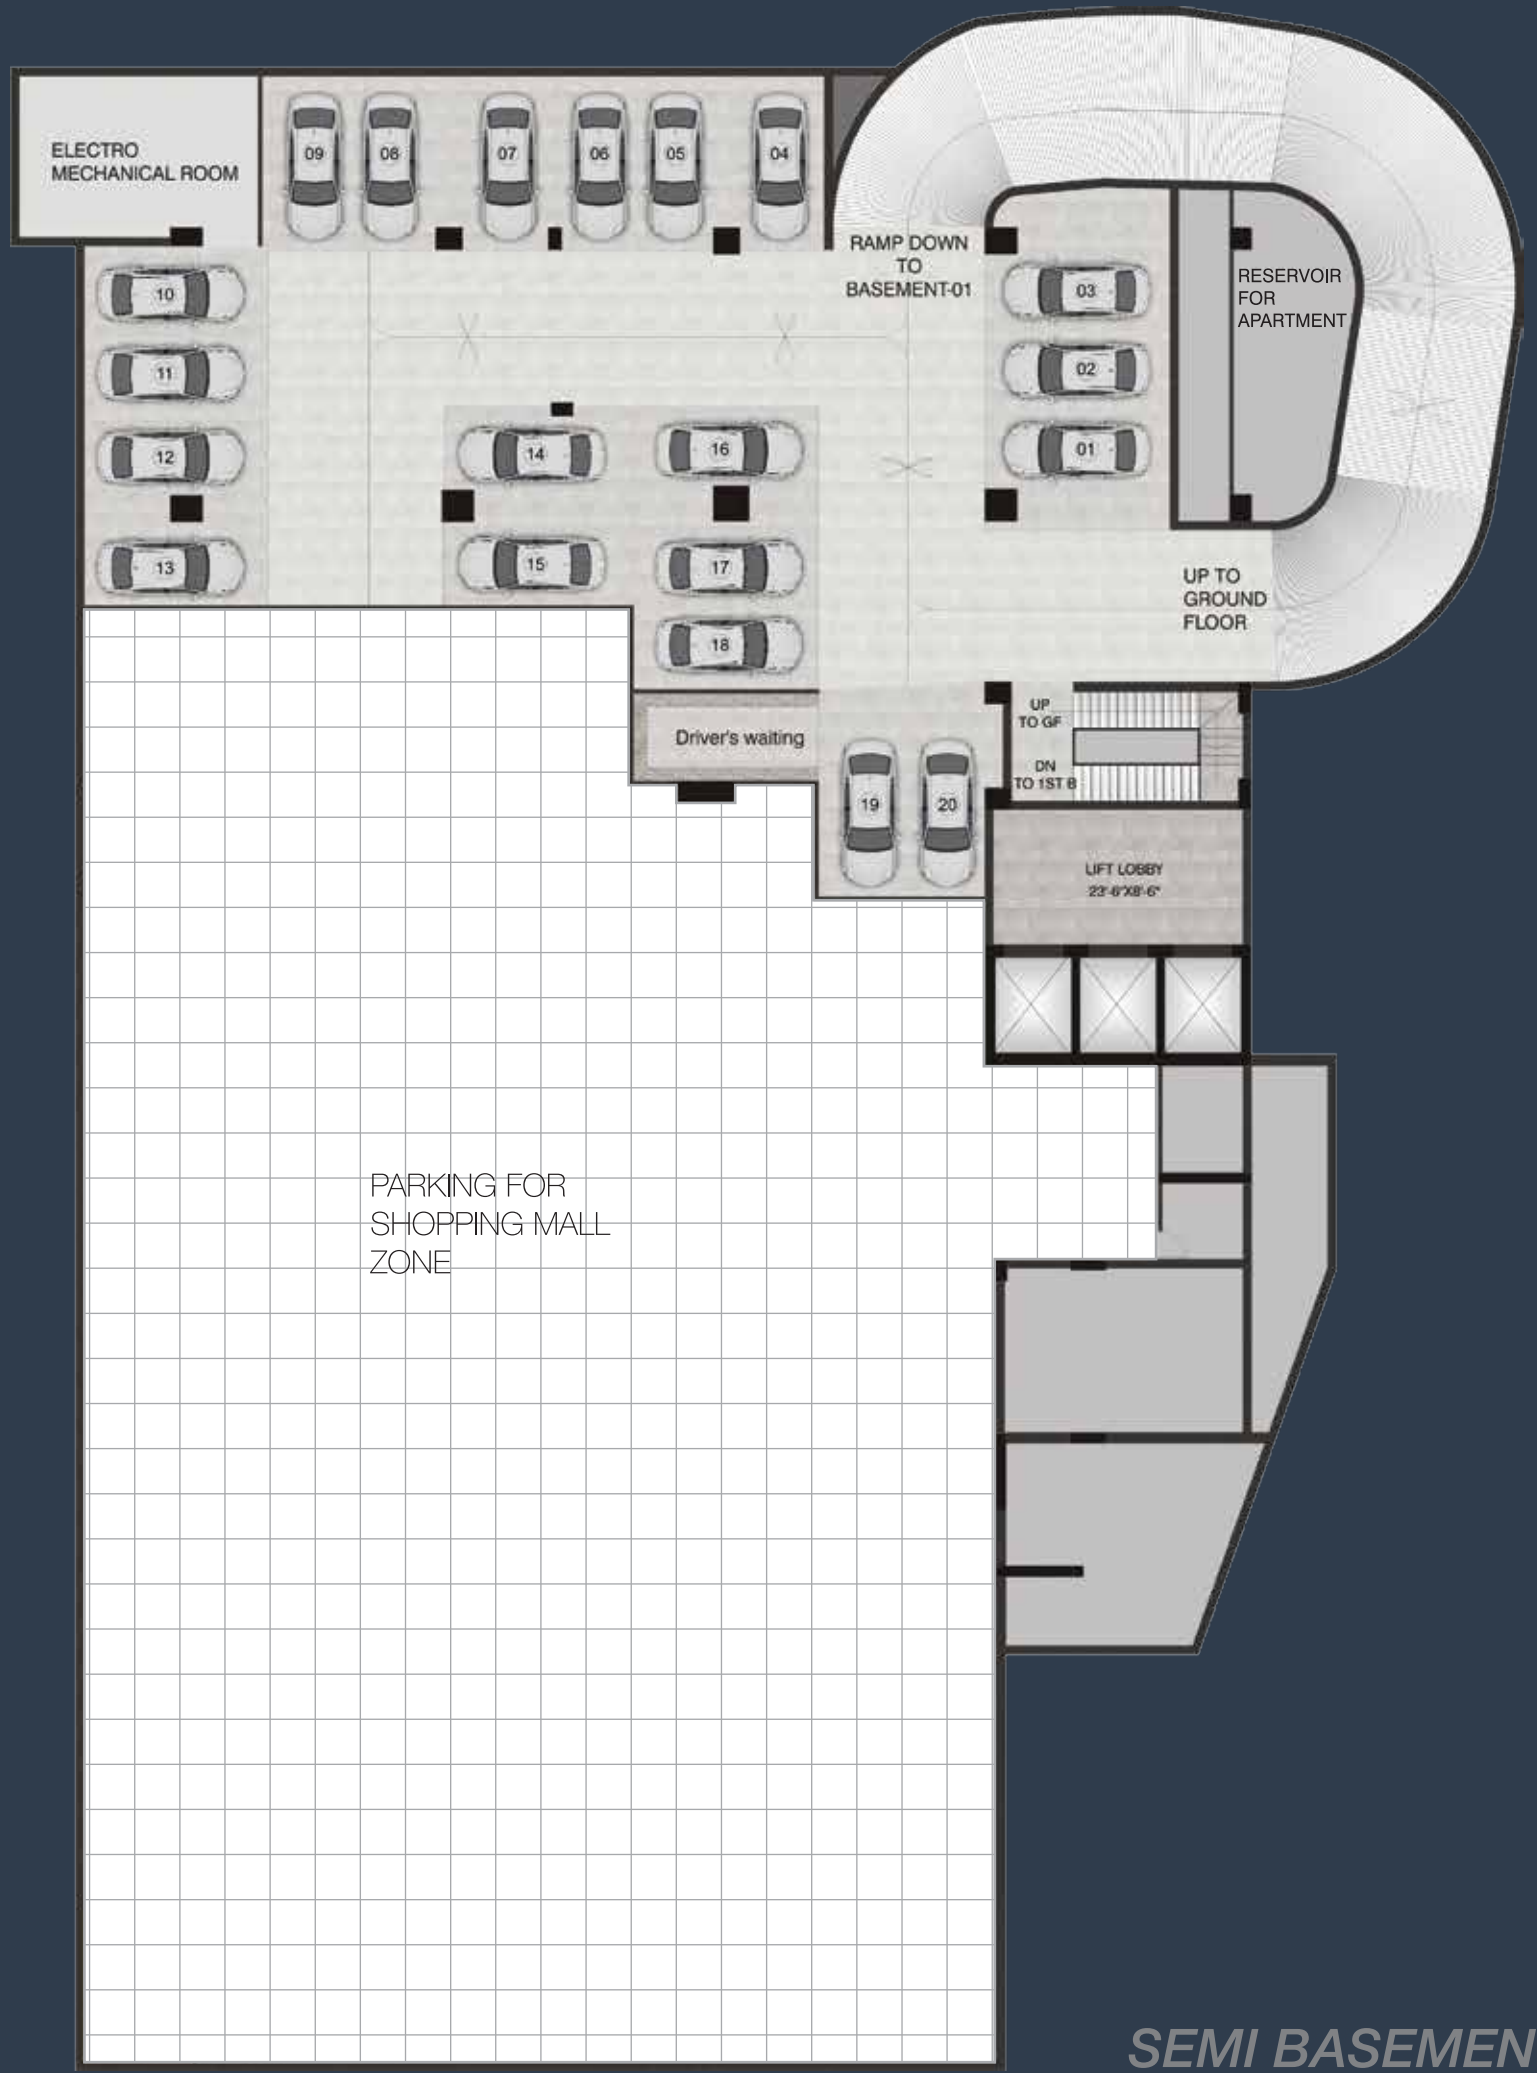 ELECTRO
MECHANICAL ROOM
09
08
07
06
05
04
RAMP DOWN
TO
BASEMENT-01
RESERVOIR
FOR
APARTMENT
10
03
11
02
12
14
16
01
13
15
17
UP TO
GROUND
FLOOR
18
Driver's waiting
UP
TO GF
DN
TO 1ST B
19
20
LIFT LOBBY
23'-6"X8'-6"
PARKING FOR
SHOPPING MALL
ZONE
SEMI BASEMEN